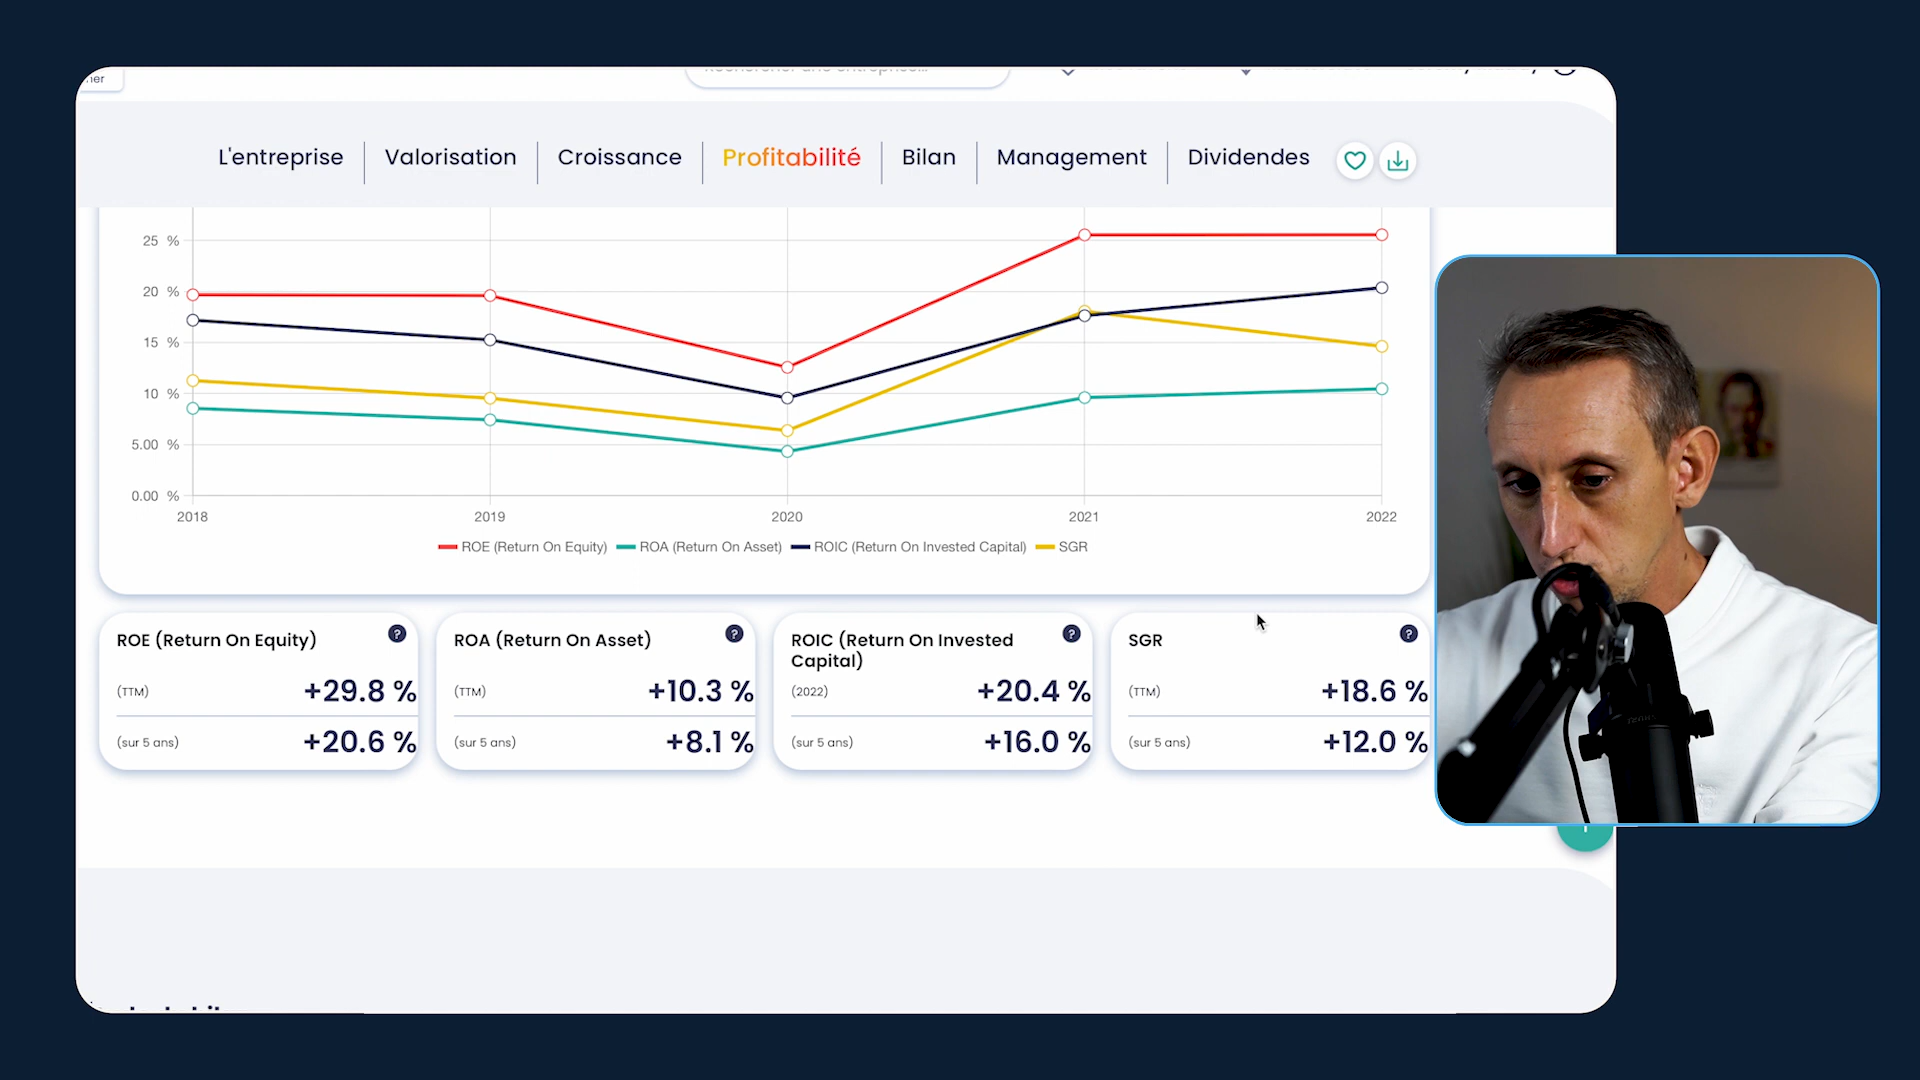 L'entreprise
Valorisation
Croissance
Profitabilité
Bilan
Management
Dividendes
25 %
20 %
15 %
10 %
5.00 %
0.00 %
2018
2019
2020
2021
2022
ROE (Return On Equity)
ROA (Return On Asset)
ROIC (Return On Invested Capital)
SGR
ROE (Return On Equity)
?
(TTM)
+29.8 %
(sur 5 ans)
+20.6 %
ROA (Return On Asset)
?
(TTM)
+10.3 %
(sur 5 ans)
+8.1 %
ROIC (Return On Invested
Capital)
?
(2022)
+20.4 %
(sur 5 ans)
+16.0 %
SGR
?
(TTM)
+18.6 %
(sur 5 ans)
+12.0 %